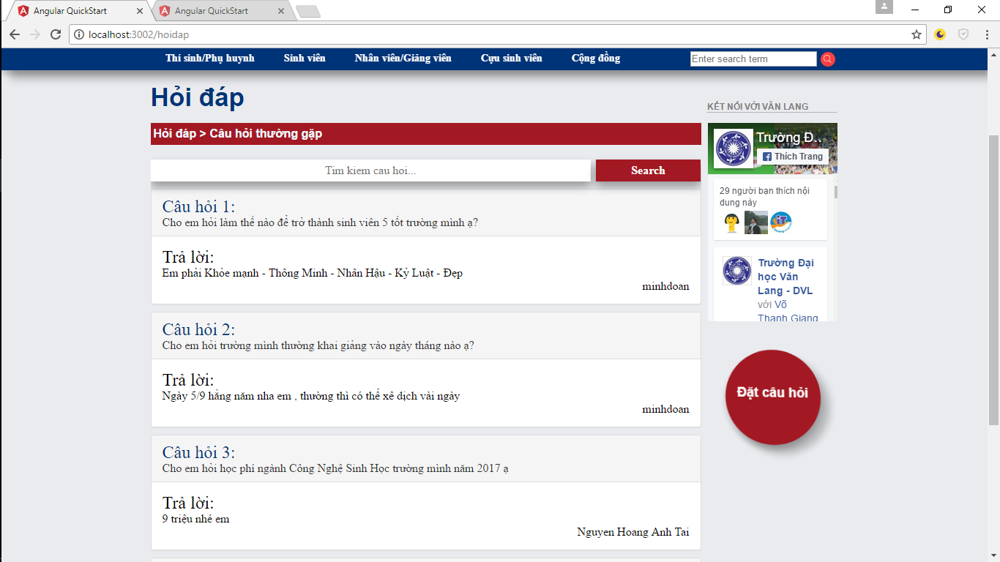 Angular QuickStart
Angular QuickStart
localhost:3002/hoidap
Thí sinh/Phụ huynh
Sinh viên
Nhân viên/Giảng viên
Cựu sinh viên
Cộng đồng
Enter search term
Hỏi đáp
KẾT NỐI VỚI VĂN LANG
Hỏi đáp > Câu hỏi thường gặp
Trường Đ..
Thích Trang
Tim kiem cau hoi...
Search
29 người bạn thích nội
dung này
Câu hỏi 1:
Cho em hỏi làm thế nào để trở thành sinh viên 5 tốt trường mình ạ?
Trả lời:
Em phải Khỏe mạnh - Thông Minh - Nhân Hậu - Kỷ Luật - Đẹp
minhdoan
Trường Đại
học Văn
Lang - DVL
với Võ
Thanh Giang
Câu hỏi 2:
Cho em hỏi trường mình thường khai giảng vào ngày tháng nào ạ?
Trả lời:
Ngày 5/9 hằng năm nha em , thường thì có thể xê dịch vài ngày
minhdoan
Đặt câu hỏi
Câu hỏi 3:
Cho em hỏi học phí ngành Công Nghệ Sinh Học trường mình năm 2017 ạ
Trả lời:
9 triệu nhé em
Nguyen Hoang Anh Tai